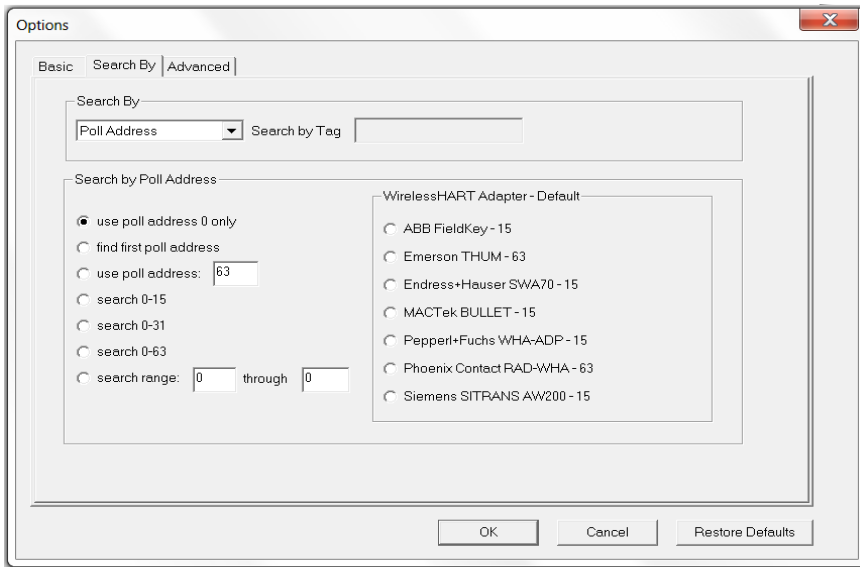 Options
Basic Search By Advanced
Search By
Poll Address Search by Tag
Search by Poll Address
use poll address 0 only
find first poll address
use poll address: 63
search 0-15
search 0-31
search 0-63
search range: 0 through 0
WirelessHART Adapter - Default
ABB FieldKey - 15
Emerson THUM - 63
Endress+Hauser SWA70 - 15
MACTek BULLET - 15
Pepperl+Fuchs WHA-ADP - 15
Phoenix Contact RAD-WHA - 63
Siemens SITRANS AW200 - 15
OK Cancel Restore Defaults